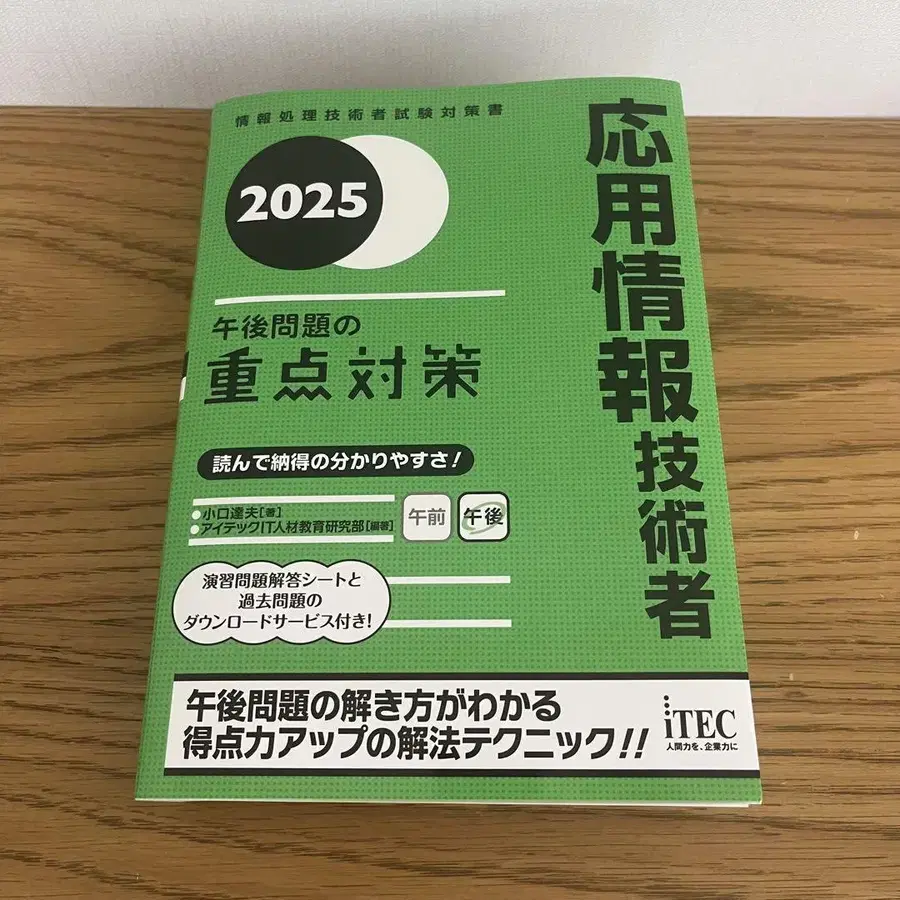 情報処理技術者試験対策書
2025
応用情報技術者
午後問題の
重点対策
読んで納得の分かりやすさ!
●小口達夫[著]
●アイテックIT人材教育研究部[編著]
午前
午後
演習問題解答シートと
過去問題の
ダウンロードサービス付き!
午後問題の解き方がわかる
得点力アップの解法テクニック!!
iTEC
人間力を、企業力に